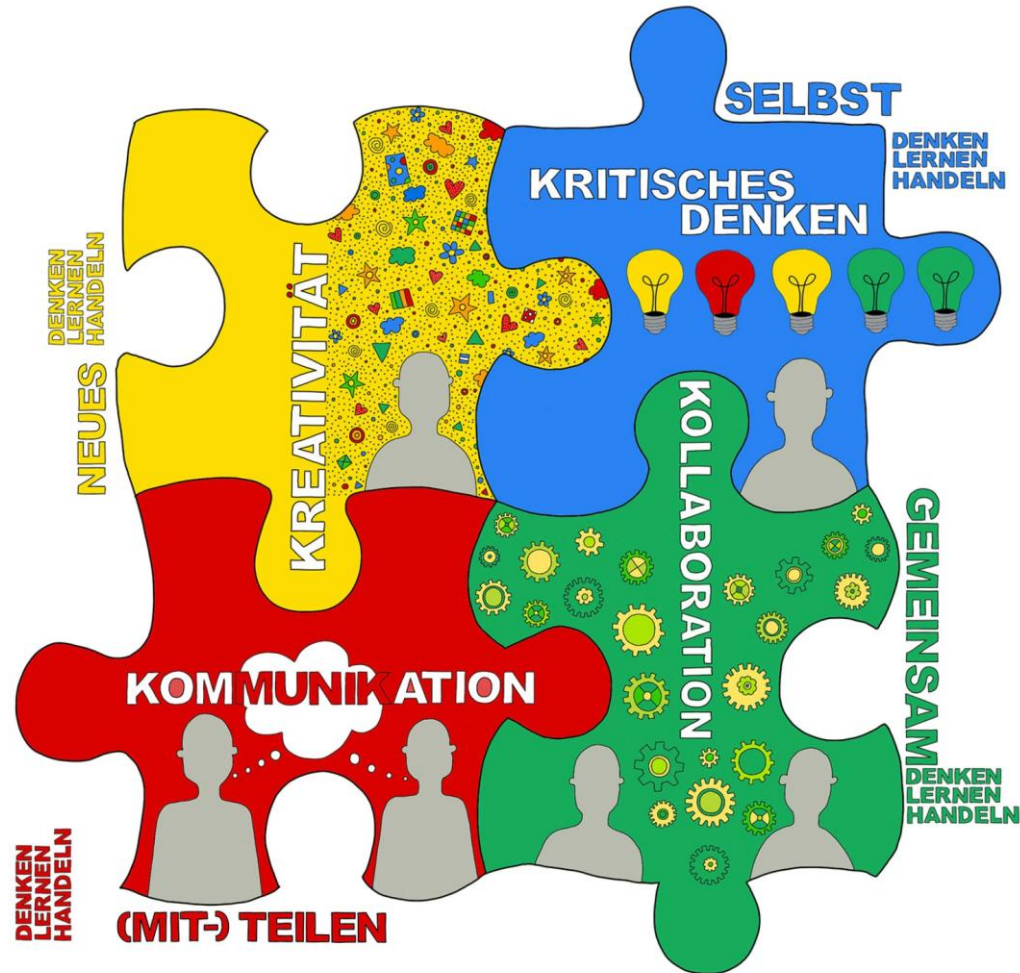 SELBST
DENKEN
LERNEN
HANDELN
KRITISCHES
DENKEN
NEUES
DENKEN
LERNEN
HANDELN
KREATIVITÄT
KOLLABORATION
GEMEINSAM
DENKEN
LERNEN
HANDELN
KOMMUNIKATION
(MIT-) TEILEN
DENKEN
LERNEN
HANDELN